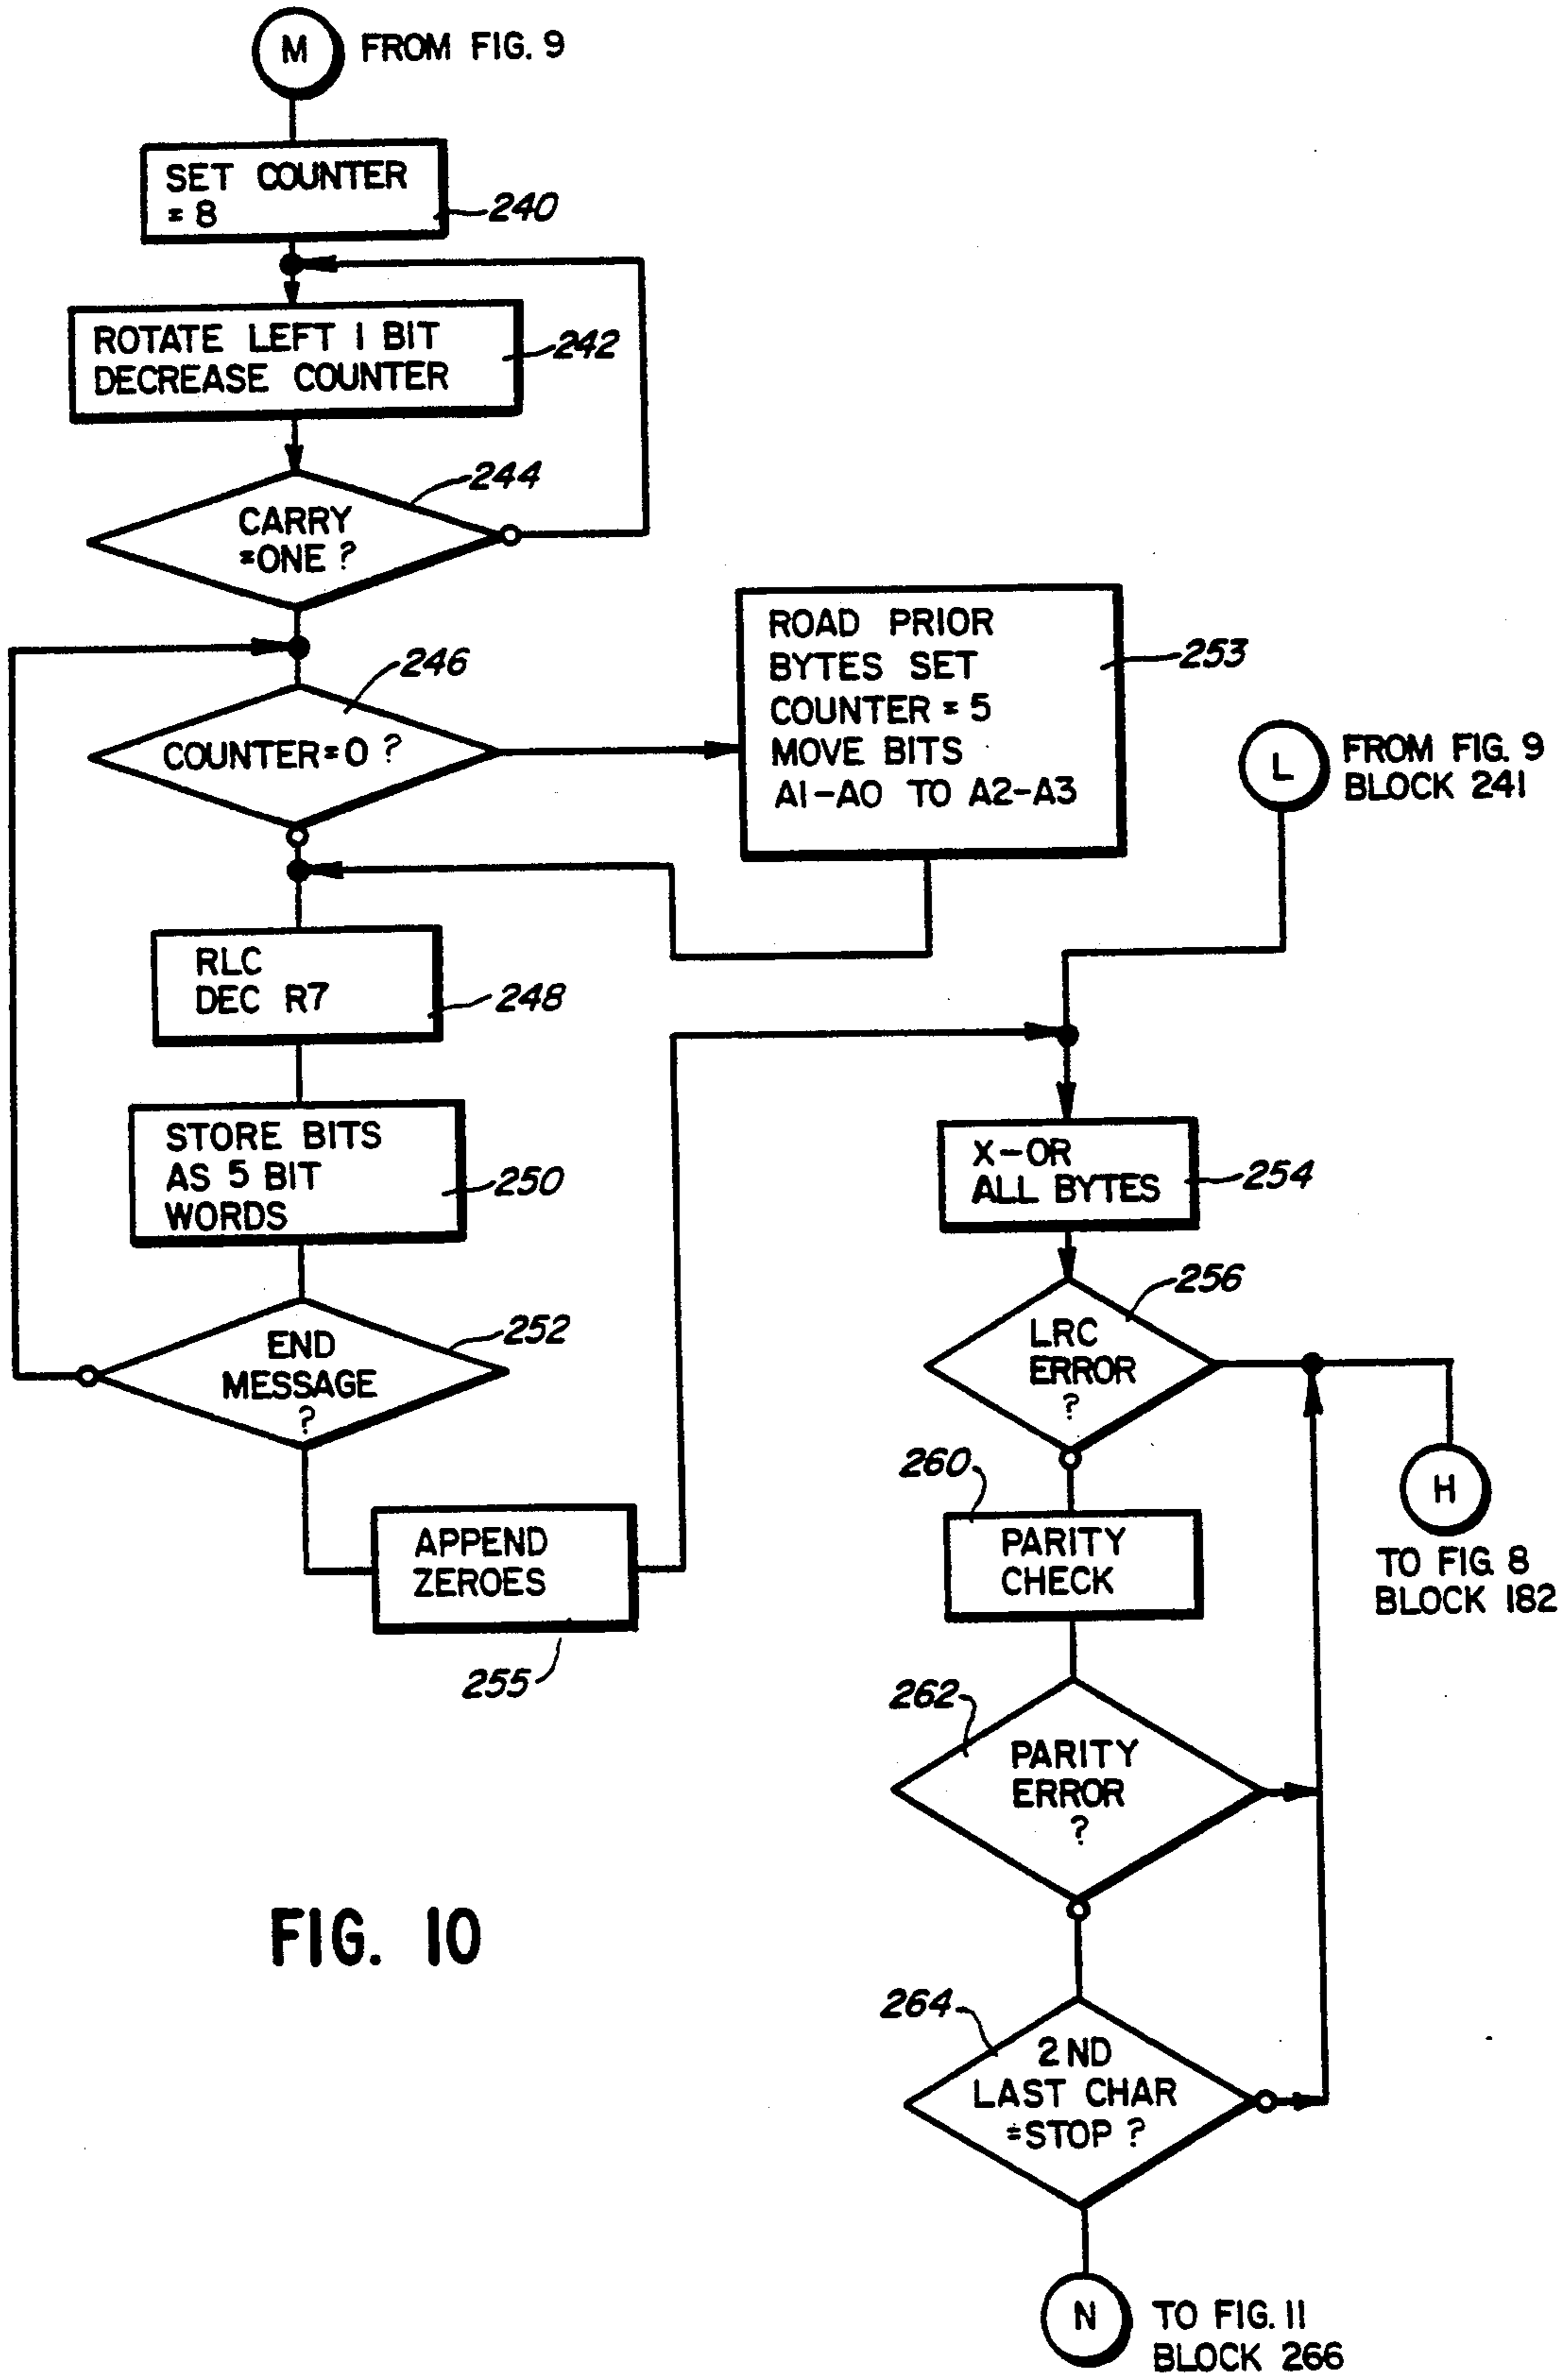 M FROM FIG. 9
SET COUNTER
= 8
240
ROTATE LEFT 1 BIT
DECREASE COUNTER
242
244
CARRY
=ONE ?
246
COUNTER=0 ?
ROAD PRIOR
BYTES SET
COUNTER = 5
MOVE BITS
A1-A0 TO A2-A3
253
L
FROM FIG. 9
BLOCK 241
RLC
DEC R7
248
STORE BITS
AS 5 BIT
WORDS
250
END
MESSAGE
?
252
APPEND
ZEROES
255
X-OR
ALL BYTES
254
256
LRC
ERROR
?
H
TO FIG. 8
BLOCK 182
260
PARITY
CHECK
262
PARITY
ERROR
?
264
2ND
LAST CHAR
=STOP ?
N
TO FIG. 11
BLOCK 266
FIG. 10